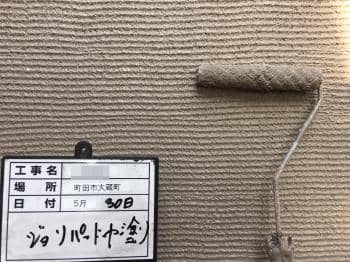 工事名
場所 町田市大蔵町
日付 5月 30日
ジョリパット中塗り